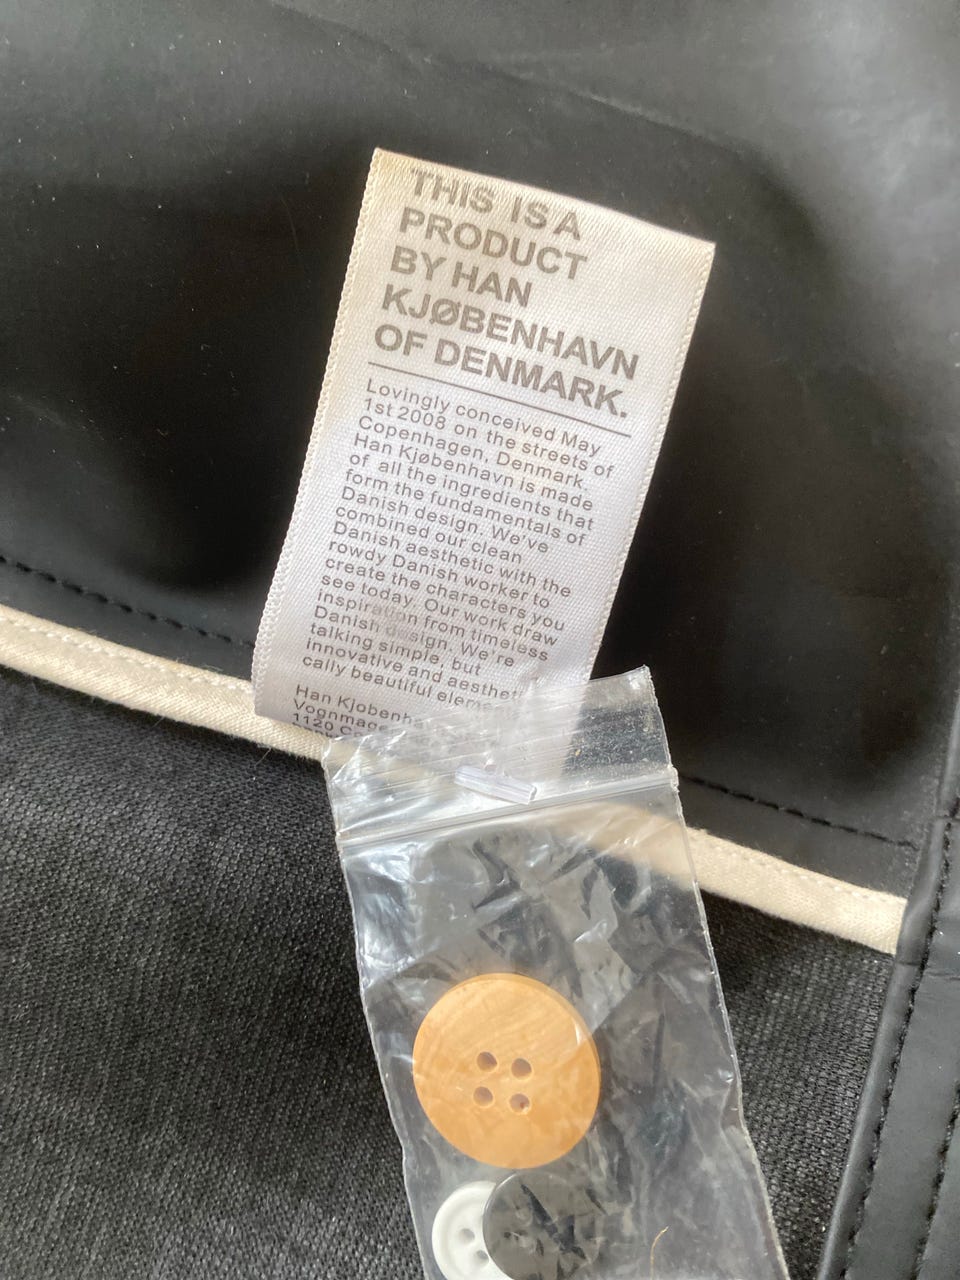 THIS IS A
PRODUCT
BY HAN
KJØBENHAVN
OF DENMARK.
Lovingly conceived May
1st 2008 on the streets of
Copenhagen, Denmark.
Han Kjøbenhavn is made
of all the ingredients that
form the fundamentals of
Danish design. We've
combined our clean
Danish aesthetic with the
rowdy Danish worker to
create the characters you
see today. Our work draw
inspiration from timeless
Danish design. We're
talking simple, but
innovative and aestheti
cally beautiful
Han
1120